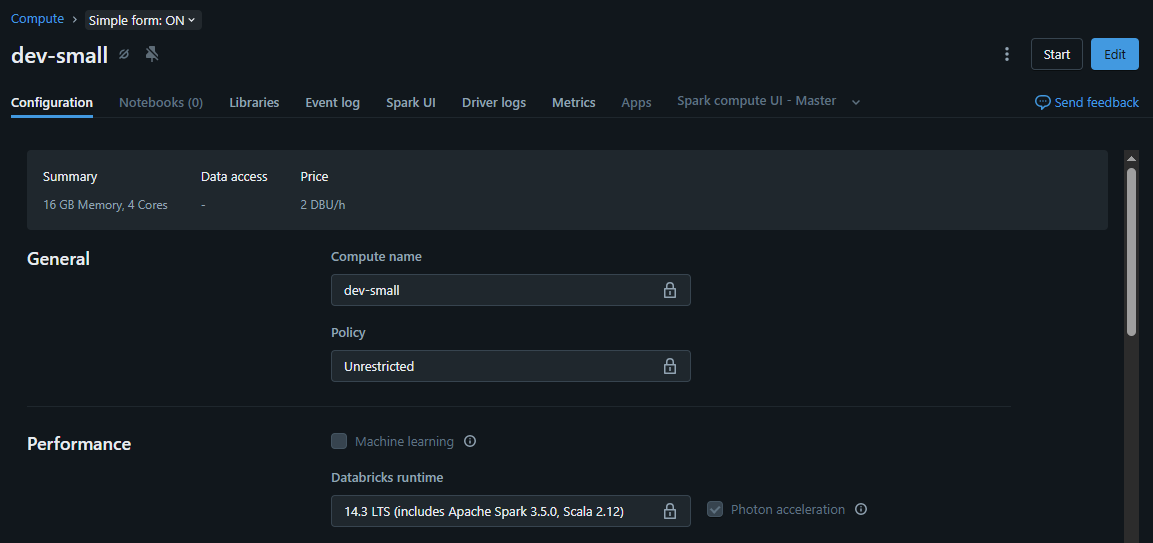 Compute › Simple form: ON
dev-small
Start
Edit
Configuration Notebooks (0) Libraries Event log Spark UI Driver logs Metrics Apps Spark compute UI - Master Send feedback
Summary Data access Price
16 GB Memory, 4 Cores - 2 DBU/h
General
Compute name
dev-small
Policy
Unrestricted
Performance
Machine learning
Databricks runtime
14.3 LTS (includes Apache Spark 3.5.0, Scala 2.12)
Photon acceleration